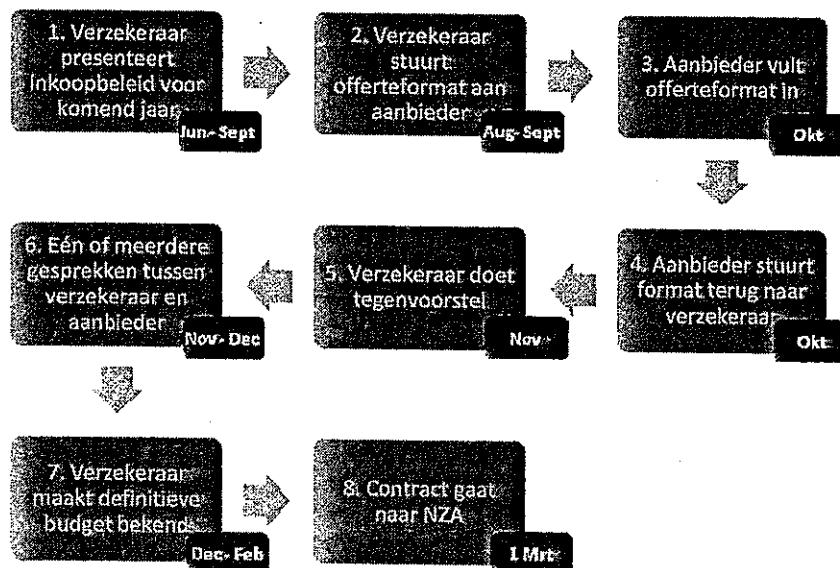 1. Verzekeraar
presenteert
inkoopbeleid voor
komend jaar
Jun- Sept
2. Verzekeraar
stuurt
offerteformat aan
aanbieder
Aug- Sept
3. Aanbieder vult
offerteformat in
Okt
4. Aanbieder stuurt
format terug naar
verzekeraar
Okt
5. Verzekeraar doet
tegenvoorstel
Nov
6. Eén of meerdere
gesprekken tussen
verzekeraar en
aanbieder
Nov- Dec
7. Verzekeraar
maakt definitieve
budget bekend
Dec- Feb
8. Contract gaat
naar NZA
1 Mrt